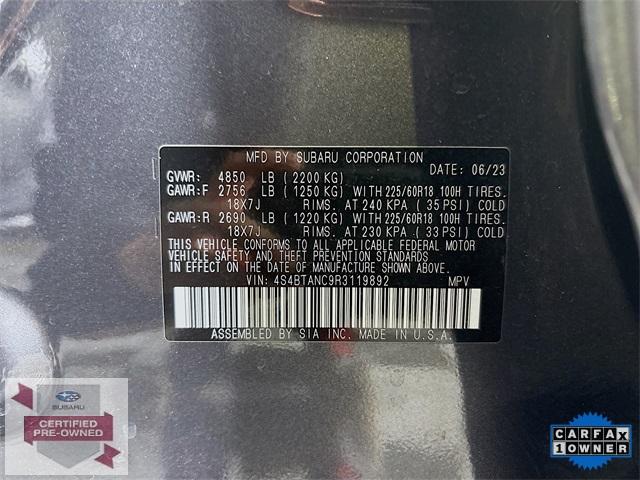 MFD BY SUBARU CORPORATION
GVWR: 4850 LB ( 2200 KG) DATE: 06/23
GAWR:F 2756 LB ( 1250 KG) WITH 225/60R18 100H TIRES.
18X7J RIMS. AT 240 KPA ( 35 PSI) COLD
GAWR:R 2690 LB ( 1220 KG) WITH 225/60R18 100H TIRES.
18X7J RIMS. AT 230 KPA ( 33 PSI) COLD
THIS VEHICLE CONFORMS TO ALL APPLICABLE FEDERAL MOTOR
VEHICLE SAFETY AND THEFT PREVENTION STANDARDS
IN EFFECT ON THE DATE OF MANUFACTURE SHOWN ABOVE.
VIN: 4S4BTANC9R3119892 MPV
ASSEMBLED BY SIA INC. MADE IN U.S.A.
SUBARU
CERTIFIED
PRE-OWNED
CARFAX
1 OWNER